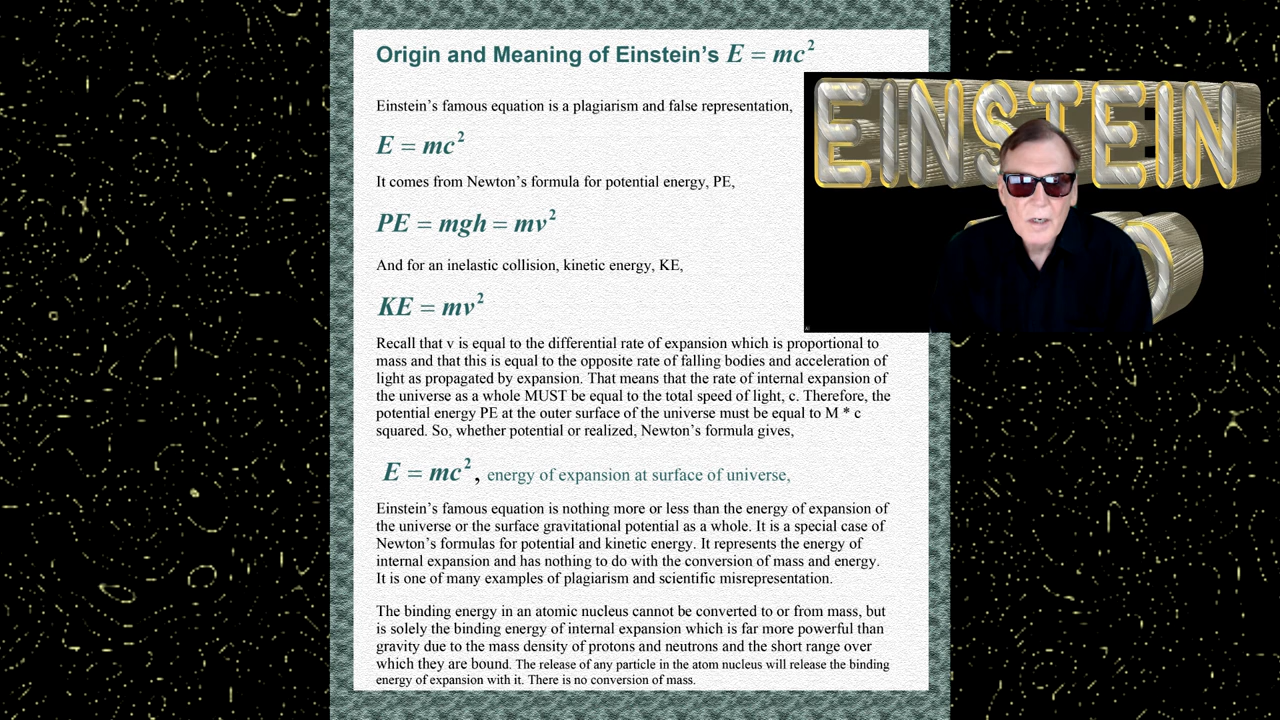 Origin and Meaning of Einstein's E = mc²
Einstein's famous equation is a plagiarism and false representation,
E = mc²
It comes from Newton's formula for potential energy, PE,
PE = mgh = mv²
And for an inelastic collision, kinetic energy, KE,
KE = mv²
Recall that v is equal to the differential rate of expansion which is proportional to
mass and that this is equal to the opposite rate of falling bodies and acceleration of
light as propagated by expansion. That means that the rate of internal expansion of
the universe as a whole MUST be equal to the total speed of light, c. Therefore, the
potential energy PE at the outer surface of the universe must be equal to M * c
squared. So, whether potential or realized, Newton's formula gives,
E = mc², energy of expansion at surface of universe,
Einstein's famous equation is nothing more or less than the energy of expansion of
the universe or the surface gravitational potential as a whole. It is a special case of
Newton's formulas for potential and kinetic energy. It represents the energy of
internal expansion and has nothing to do with the conversion of mass and energy.
It is one of many examples of plagiarism and scientific misrepresentation.
The binding energy in an atomic nucleus cannot be converted to or from mass, but
is solely the binding energy of internal expansion which is far more powerful than
gravity due to the mass density of protons and neutrons and the short range over
which they are bound. The release of any particle in the atom nucleus will release the binding
energy of expansion with it. There is no conversion of mass.
EINSTEIN